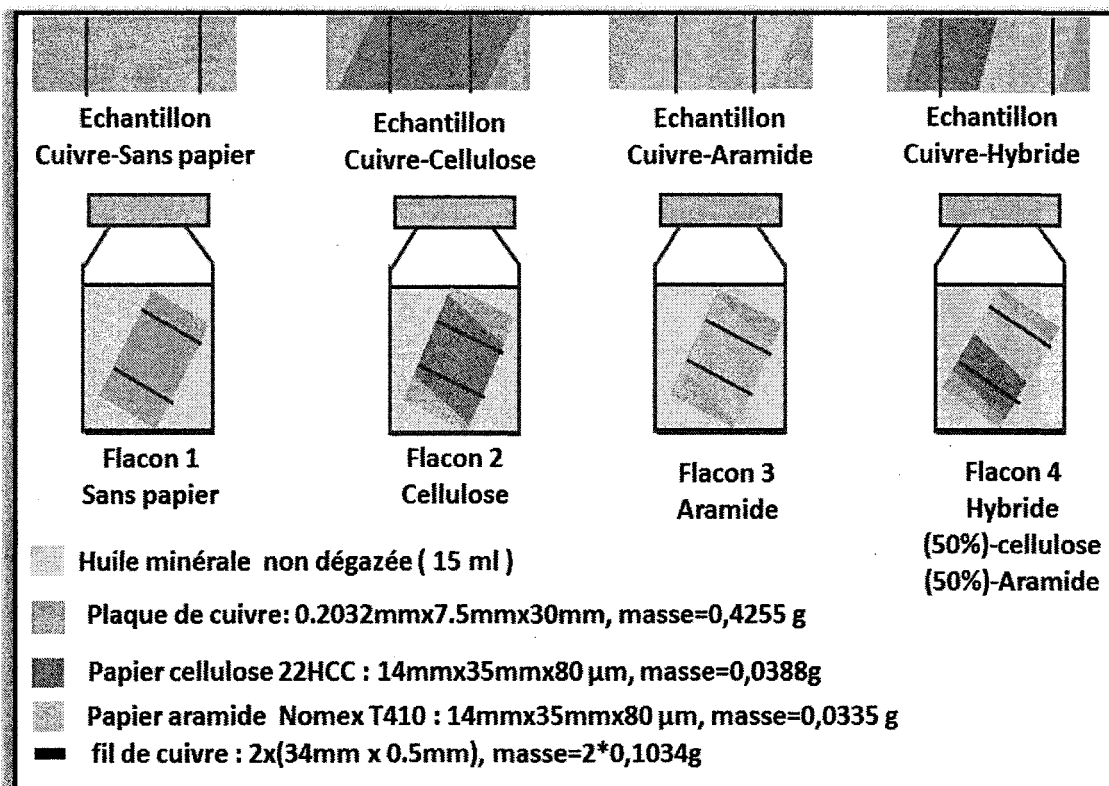 Echantillon
Cuivre-Sans papier
Echantillon
Cuivre-Cellulose
Echantillon
Cuivre-Aramide
Echantillon
Cuivre-Hybride
Flacon 1
Sans papier
Flacon 2
Cellulose
Flacon 3
Aramide
Flacon 4
Hybride
(50%)-cellulose
(50%)-Aramide
Huile minérale non dégazée ( 15 ml )
Plaque de cuivre: 0.2032mmx7.5mmx30mm, masse=0,4255 g
Papier cellulose 22HCC : 14mmx35mmx80 µm, masse=0,0388g
Papier aramide Nomex T410 : 14mmx35mmx80 µm, masse=0,0335 g
fil de cuivre : 2x(34mm x 0.5mm), masse=2*0,1034g